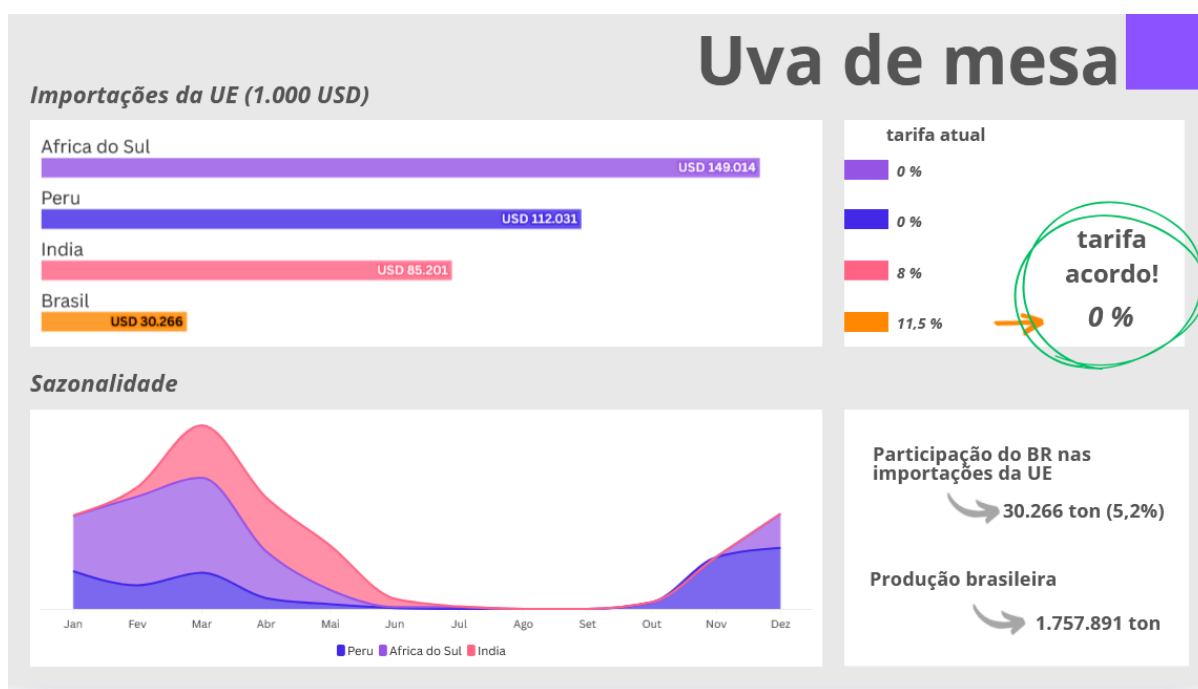 Uva de mesa
Importações da UE (1.000 USD)
Africa do Sul
USD 149.014
Peru
USD 112.031
India
USD 85.201
Brasil
USD 30.266
tarifa atual
0 %
0 %
8 %
11,5 %
tarifa
acordo!
0 %
Sazonalidade
Jan Fev Mar Abr Mai Jun Jul Ago Set Out Nov Dez
Peru Africa do Sul India
Participação do BR nas
importações da UE
30.266 ton (5,2%)
Produção brasileira
1.757.891 ton